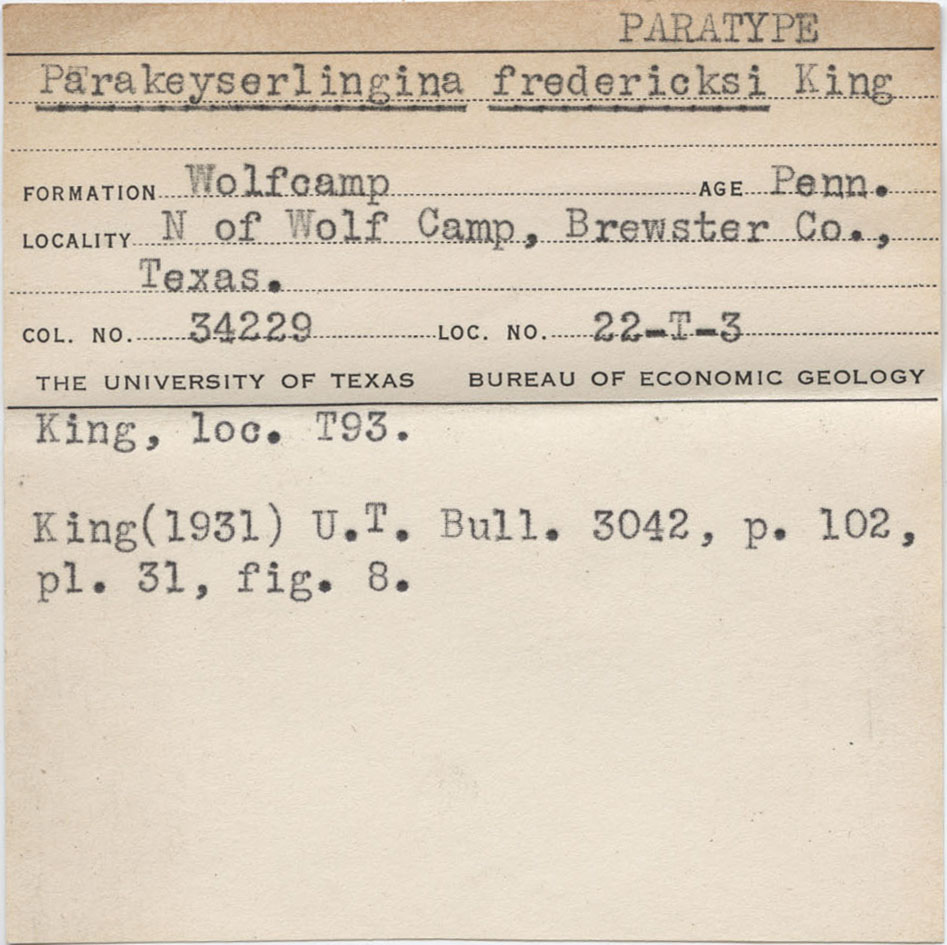 PARATYPE
Parakeyserlingina fredericksi King
FORMATION Wolfcamp AGE Penn.
LOCALITY N of Wolf Camp, Brewster Co.,
Texas.
COL. NO. 34229 LOC. NO. 22-T-3
THE UNIVERSITY OF TEXAS BUREAU OF ECONOMIC GEOLOGY
King, loc. T93.
King(1931) U.T. Bull. 3042, p. 102,
pl. 31, fig. 8.